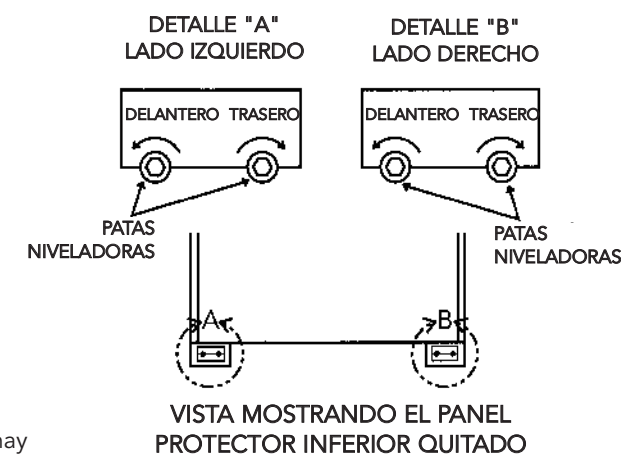 DETALLE "A"
LADO IZQUIERDO
DETALLE "B"
LADO DERECHO
DELANTERO TRASERO
DELANTERO TRASERO
PATAS
NIVELADORAS
PATAS
NIVELADORAS
A
B
VISTA MOSTRANDO EL PANEL
PROTECTOR INFERIOR QUITADO